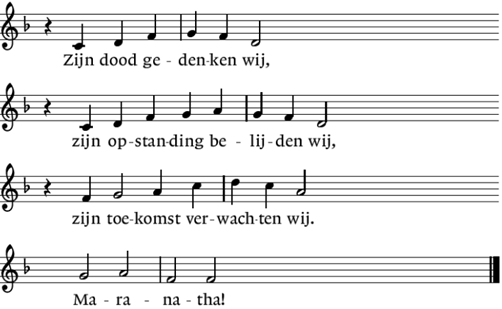 Zijn dood ge - den-ken wij,
zijn op-stan-ding be - lij-den wij,
zijn toe-komst ver-wach-ten wij.
Ma - ra - na-tha!